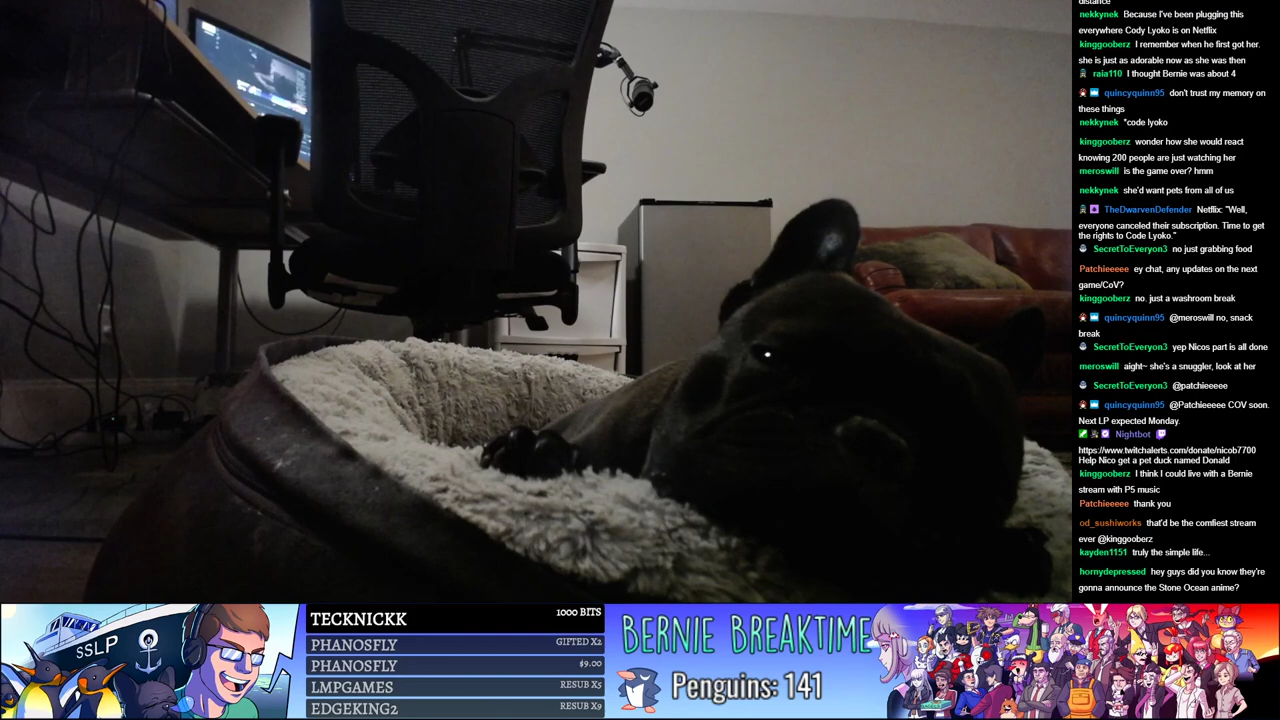 distance
nekkynek Because I've been plugging this
everywhere Cody Lyoko is on Netflix
kinggooberz I remember when he first got her.
she is just as adorable now as she was then
raia110 I thought Bernie was about 4
quincyquinn95 don't trust my memory on
these things
nekkynek *code lyoko
kinggooberz wonder how she would react
knowing 200 people are just watching her
meroswill is the game over? hmm
nekkynek she'd want pets from all of us
TheDwarvenDefender Netflix: "Well,
everyone canceled their subscription. Time to get
the rights to Code Lyoko."
SecretToEveryon3 no just grabbing food
Patchieeeee ey chat, any updates on the next
game/CoV?
kinggooberz no. just a washroom break
quincyquinn95 @meroswill no, snack
break
SecretToEveryon3 yep Nicos part is all done
meroswill aight~ she's a snuggler, look at her
SecretToEveryon3 @patchieeeee
quincyquinn95 @Patchieeeee COV soon.
Next LP expected Monday.
Nightbot
https://www.twitchalerts.com/donate/nicob7700
Help Nico get a pet duck named Donald
kinggooberz I think I could live with a Bernie
stream with P5 music
Patchieeeee thank you
od_sushiworks that'd be the comfiest stream
ever @kinggooberz
kayden1151 truly the simple life...
hornydepressed hey guys did you know they're
gonna announce the Stone Ocean anime?
SSLP
TECKNICKK 1000 BITS
PHANOSFLY GIFTED X2
PHANOSFLY $9.00
LMPGAMES RESUB X5
EDGEKING2 RESUB X9
BERNIE BREAKTIME
Penguins: 141